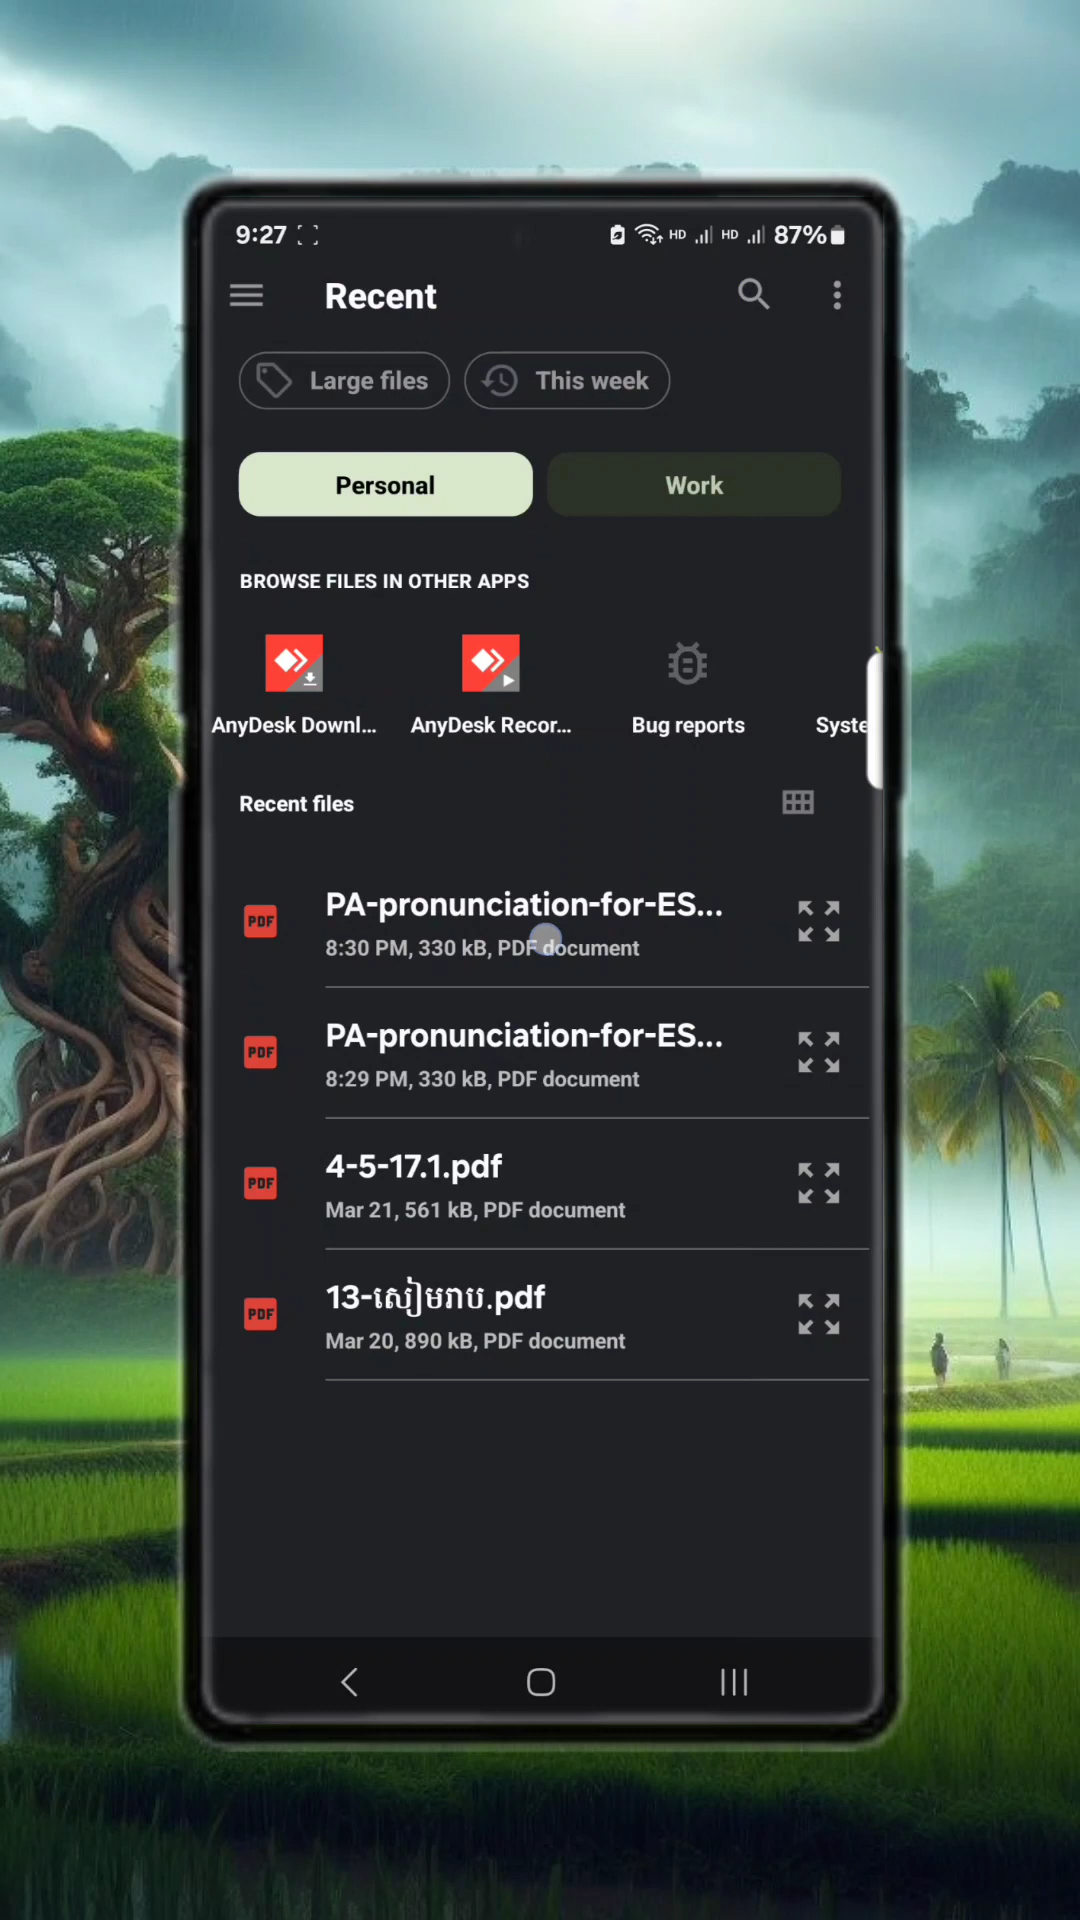 9:27 HD HD 87%
Recent
Large files This week
Personal Work
BROWSE FILES IN OTHER APPS
AnyDesk Downl... AnyDesk Recor... Bug reports Syste
Recent files
PDF PA-pronunciation-for-ES...
8:30 PM, 330 kB, PDF document
PDF PA-pronunciation-for-ES...
8:29 PM, 330 kB, PDF document
PDF 4-5-17.1.pdf
Mar 21, 561 kB, PDF document
PDF 13-សៀមរាប.pdf
Mar 20, 890 kB, PDF document